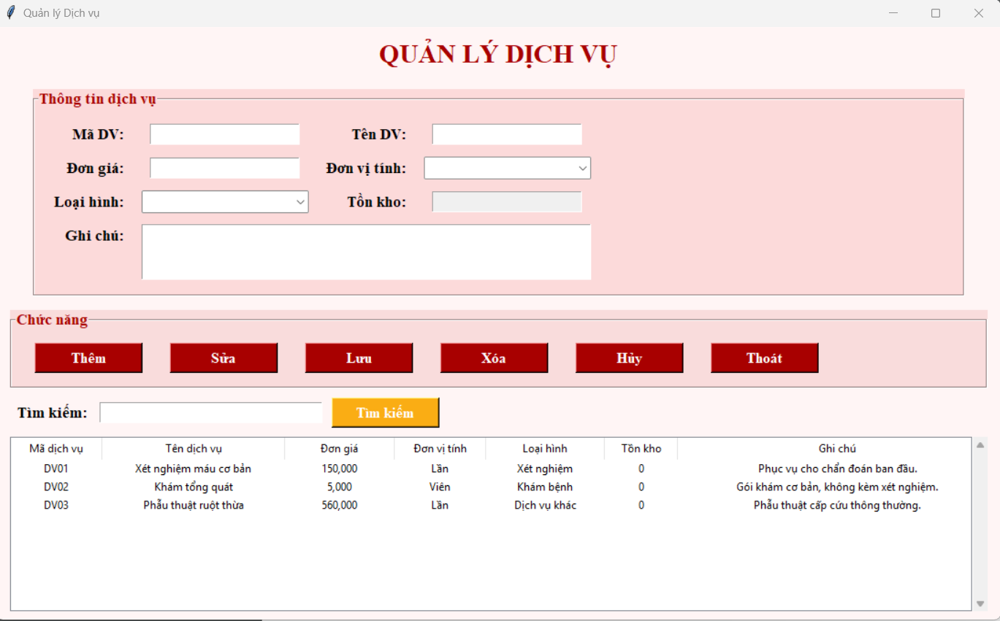 Quản lý Dịch vụ
QUẢN LÝ DỊCH VỤ
Thông tin dịch vụ
Mã DV: Tên DV:
Đơn giá: Đơn vị tính:
Loại hình: Tồn kho:
Ghi chú:
Chức năng
Thêm Sửa Lưu Xóa Hủy Thoát
Tìm kiếm: Tìm kiếm
Mã dịch vụ Tên dịch vụ Đơn giá Đơn vị tính Loại hình Tồn kho Ghi chú
DV01 Xét nghiệm máu cơ bản 150,000 Lần Xét nghiệm 0 Phục vụ cho chẩn đoán ban đầu.
DV02 Khám tổng quát 5,000 Viên Khám bệnh 0 Gói khám cơ bản, không kèm xét nghiệm.
DV03 Phẫu thuật ruột thừa 560,000 Lần Dịch vụ khác 0 Phẫu thuật cấp cứu thông thường.